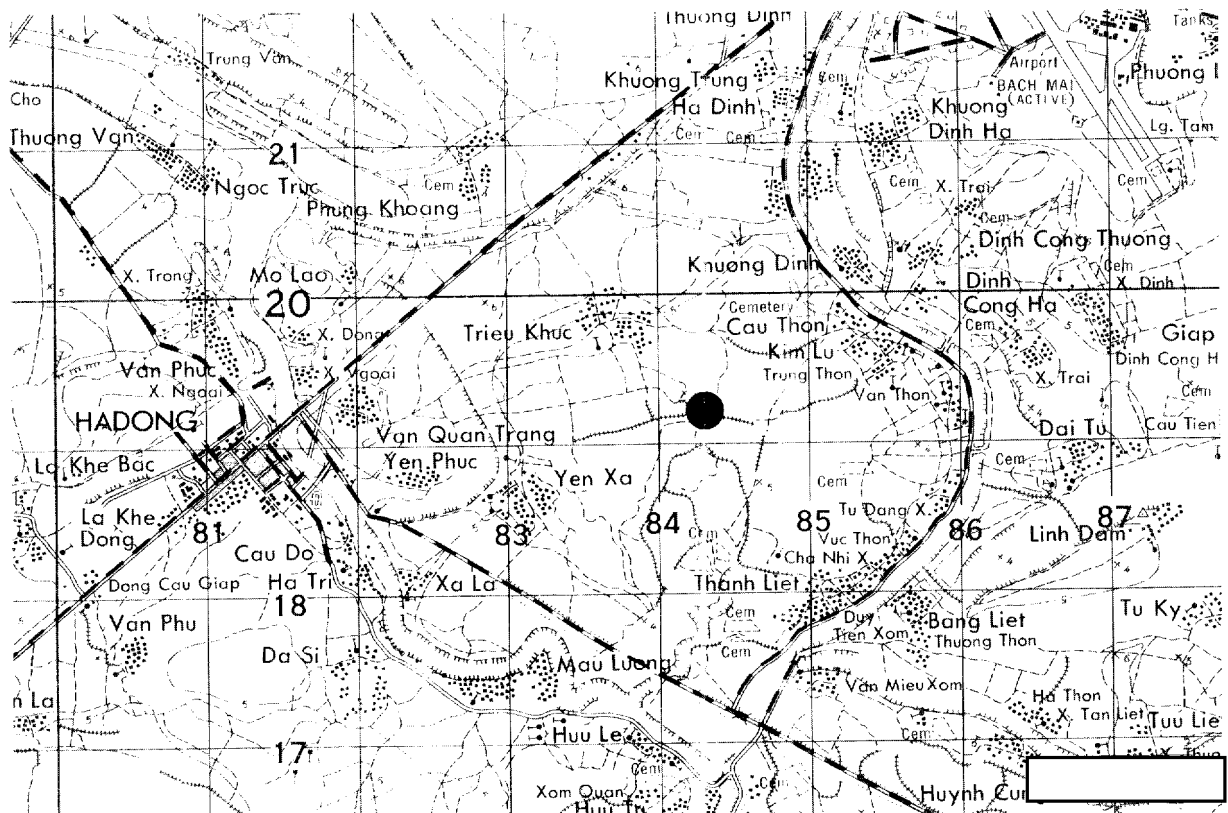 Thuong Dinh
Tanks
Trung Van
Khuong Trung
Cem
Airport
BACH MAI
(ACTIVE)
Phuong
Cho
Ha Dinh
Khuong
Dinh Ha
Thuong Van
Cem
Cem
Lg. Tam
21
Ngoc Truc
Cem
Cem
X. Trai
Cem
Phung Khoang
Cem
Dinh Cong Thuong
X. Trong
Mo Lao
Khuong Dinh
Dinh
Cong Ha
Cem
X. Dinh
20
Cemetery
X. Dong
Trieu Khuc
Cau Thon
Cem
Giap
Kim Lu
Dinh Cong H
Van Phuc
X. Ngoai
Trung Thon
X. Trai
X. Ngoai
Van Thon
Cem
HADONG
Van Quan Trang
Dai Tu
Cau Tien
La Khe Bac
Yen Phuc
Yen Xa
Cem
Cem
La Khe
Dong
81
83
84
85
Tu Dang X.
86
87
Cem
Vuc Thon
Linh Dam
Cau Do
Cha Nhi X.
Dong Cau Giap
Ha Tri
Xa La
Thanh Liet
18
Cem
Duy
Tien Xom
Bang Liet
Tu Ky
Van Phu
Thuong Thon
Da Si
Mau Luong
Cem
Van Mieu Xom
Ha Thon
n La
X. Tan Liet
Tuu Lie
Huu Le
Cem
17
Cem
Xom Quan
Cem
Huynh Cun
Huu Tu